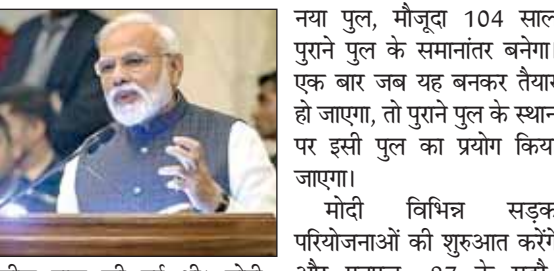 नया पुल, मौजूदा 104 साल
पुराने पुल के समानांतर बनेगा।
एक बार जब यह बनकर तैयार
हो जाएगा, तो पुराने पुल के स्थान
पर इसी पुल का प्रयोग किया
जाएगा।
मोदी विभिन्न सड़क
परियोजनाओं की शुरुआत करेंगे